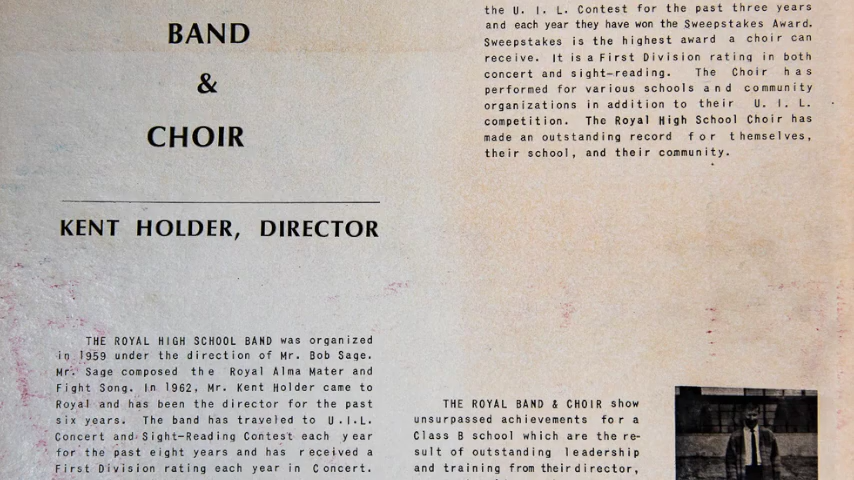 BAND
&
CHOIR
KENT HOLDER, DIRECTOR
THE ROYAL HIGH SCHOOL BAND was organized
in 1959 under the direction of Mr. Bob Sage.
Mr. Sage composed the Royal Alma Mater and
Fight Song. In 1962, Mr. Kent Holder came to
Royal and has been the director for the past
six years. The band has traveled to U.I.L.
Concert and Sight-Reading Contest each year
for the past eight years and has received a
First Division rating each year in Concert.
the U. I. L. Contest for the past three years
and each year they have won the Sweepstakes Award.
Sweepstakes is the highest award a choir can
receive. It is a First Division rating in both
concert and sight-reading. The Choir has
performed for various schools and community
organizations in addition to their U. I. L.
competition. The Royal High School Choir has
made an outstanding record for themselves,
their school, and their community.
THE ROYAL BAND & CHOIR show
unsurpassed achievements for a
Class B school which are the re-
sult of outstanding leadership
and training from their director,